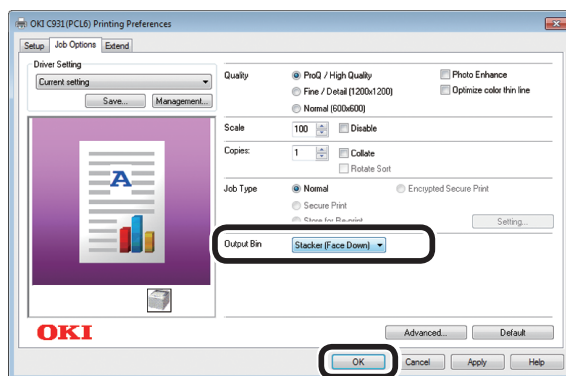 OKI C931(PCL6) Printing Preferences
Setup Job Options Extend
Driver Setting
Current setting
Save... Management...
A
OKI
Quality
ProQ / High Quality
Fine / Detail (1200x1200)
Normal (600x600)
Photo Enhance
Optimize color thin line
Scale
100 Disable
Copies:
1 Collate
Rotate Sort
Job Type
Normal Encrypted Secure Print
Secure Print
Store for Re-print
Setting...
Output Bin
Stacker (Face Down)
Advanced... Default
OK Cancel Apply Help